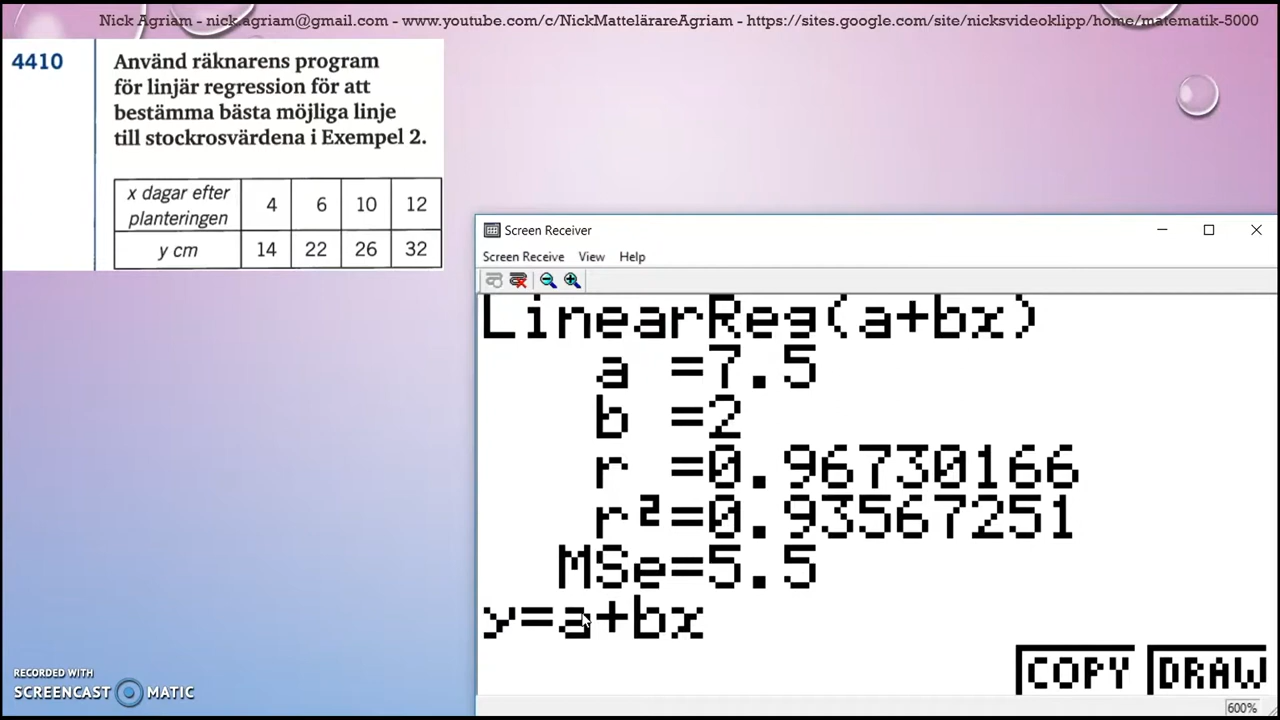 Nick Agriam - nick.agriam@gmail.com - www.youtube.com/c/NickMattelärareAgriam - https://sites.google.com/site/nicksvideoklipp/home/matematik-5000
4410
Använd räknarens program
för linjär regression för att
bestämma bästa möjliga linje
till stockrosvärdena i Exempel 2.
x dagar efter
planteringen
4 6 10 12
y cm 14 22 26 32
Screen Receiver
Screen Receive View Help
LinearReg(a+bx)
a =7.5
b =2
r =0.96730166
r²=0.93567251
MSe=5.5
y=a+bx
COPY DRAW
600%
RECORDED WITH
SCREENCAST MATIC